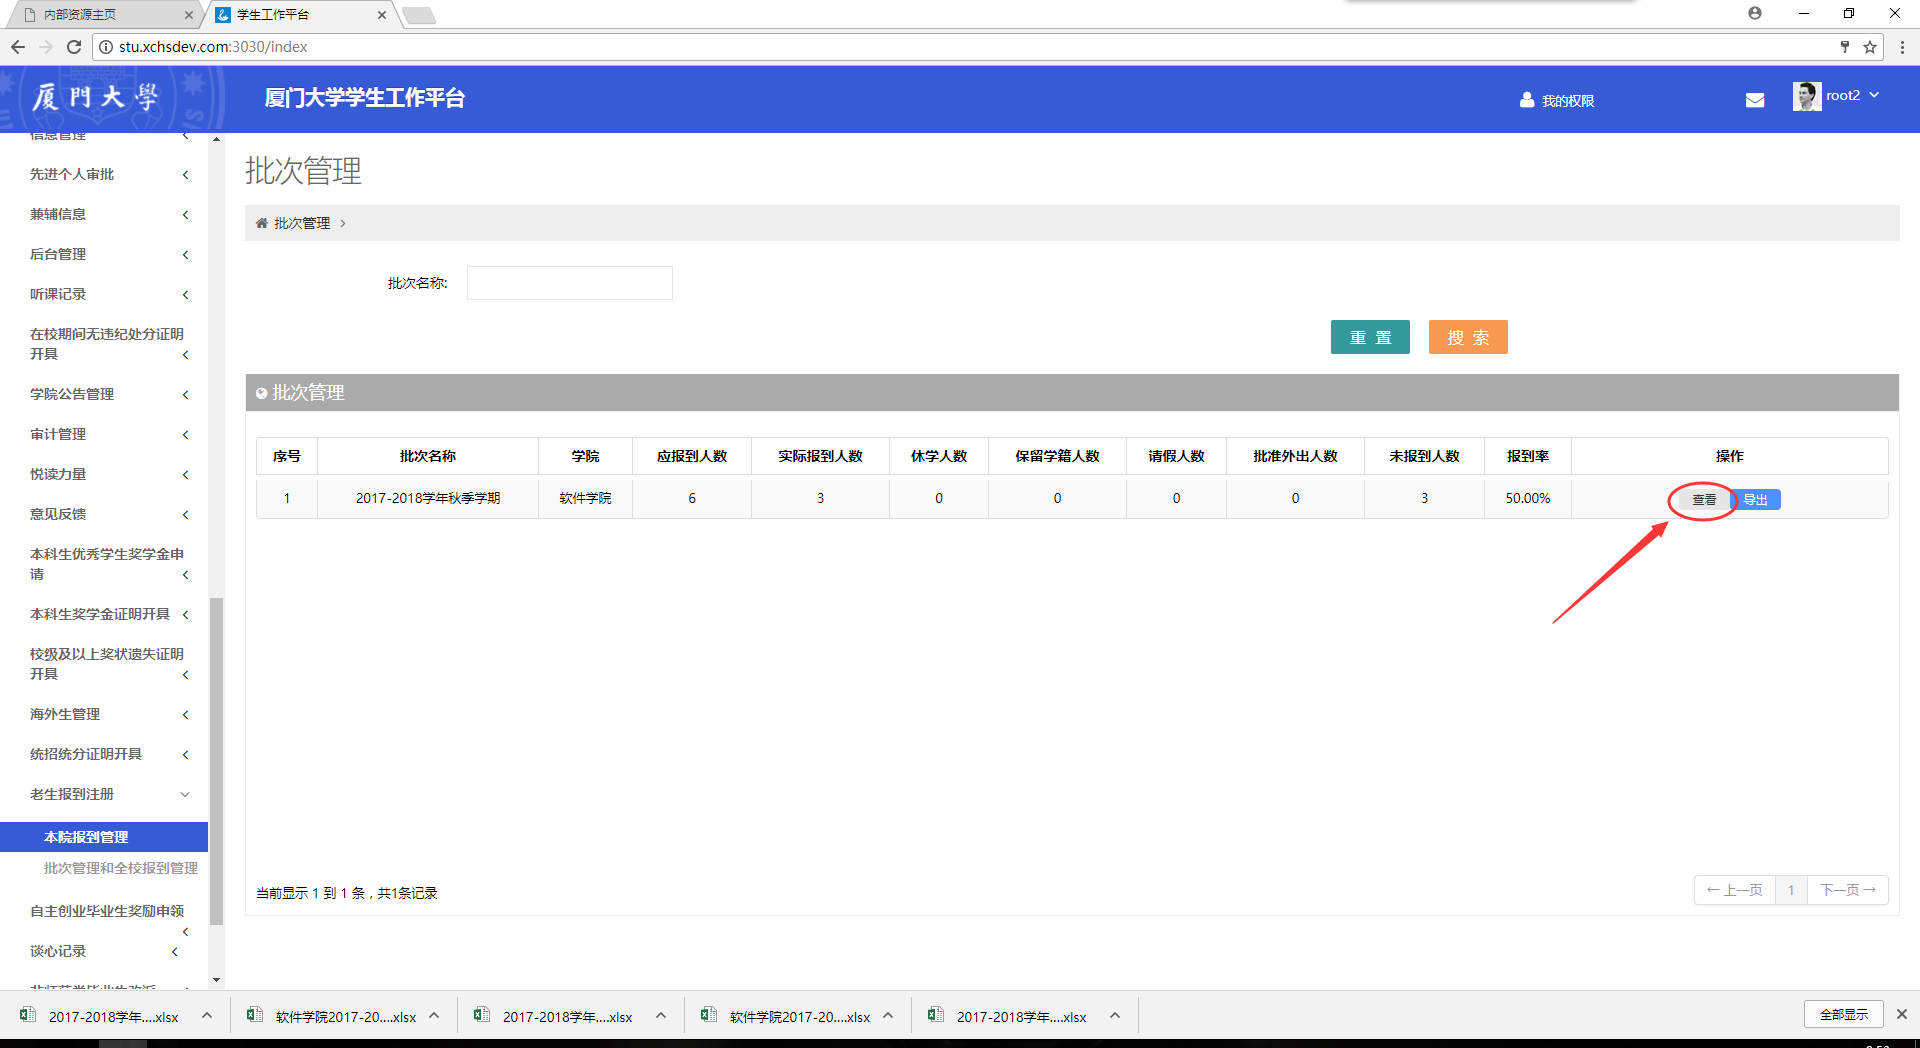 内部资源主页
学生工作平台
stu.xchsdev.com:3030/index
厦門大學
厦门大学学生工作平台
我的权限
root2
信息管理
先进个人审批
兼辅信息
后台管理
听课记录
在校期间无违纪处分证明
开具
学院公告管理
审计管理
悦读力量
意见反馈
本科生优秀学生奖学金申
请
本科生奖学金证明开具
校级及以上奖状遗失证明
开具
海外生管理
统招统分证明开具
老生报到注册
本院报到管理
批次管理和全校报到管理
自主创业毕业生奖励申领
谈心记录
批次管理
批次管理 >
批次名称:
重 置 搜 索
批次管理
序号 批次名称 学院 应报到人数 实际报到人数 休学人数 保留学籍人数 请假人数 批准外出人数 未报到人数 报到率 操作
1 2017-2018学年秋季学期 软件学院 6 3 0 0 0 0 3 50.00% 查看 导出
当前显示 1 到 1 条，共1条记录
← 上一页 1 下一页 →
2017-2018学年....xlsx 软件学院2017-20....xlsx 2017-2018学年....xlsx 软件学院2017-20....xlsx 2017-2018学年....xlsx 全部显示